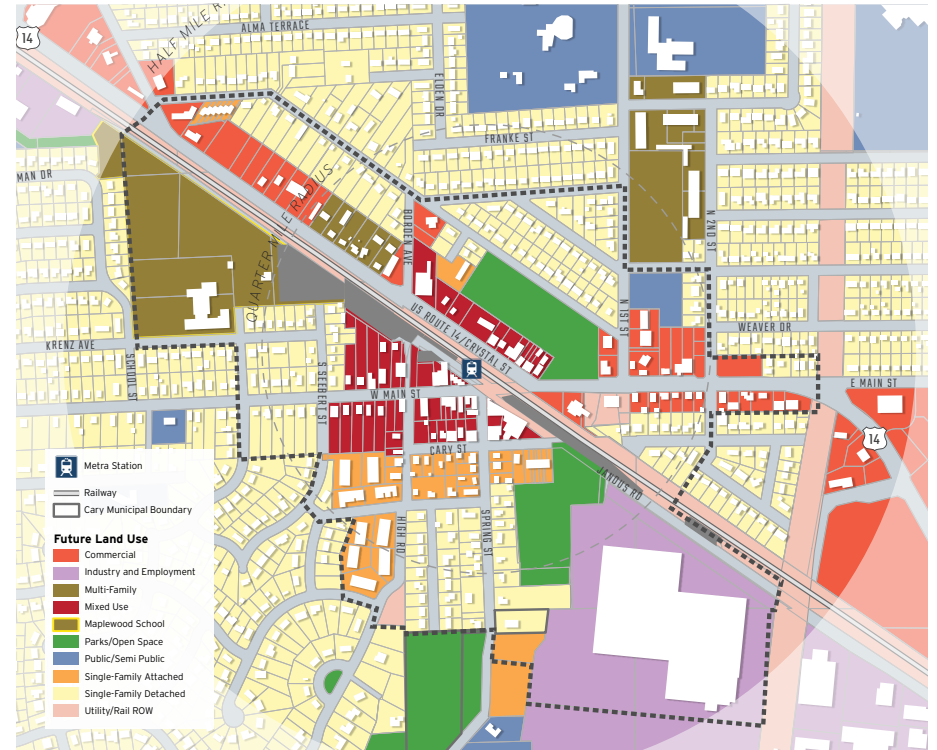 14
HALF MILE R
ALMA TERRACE
ELDEN DR
FRANKE ST
MAN DR
QUARTER MILE RADIUS
BORDEN AVE
N 2ND ST
N 1ST ST
US ROUTE 14/CRYSTAL ST
WEAVER DR
KRENZ AVE
SCHOOL ST
S SEEBERT ST
W MAIN ST
E MAIN ST
14
CARY ST
JANDUS RD
HIGH RD
SPRING ST
Metra Station
Railway
Cary Municipal Boundary
Future Land Use
Commercial
Industry and Employment
Multi-Family
Mixed Use
Maplewood School
Parks/Open Space
Public/Semi Public
Single-Family Attached
Single-Family Detached
Utility/Rail ROW